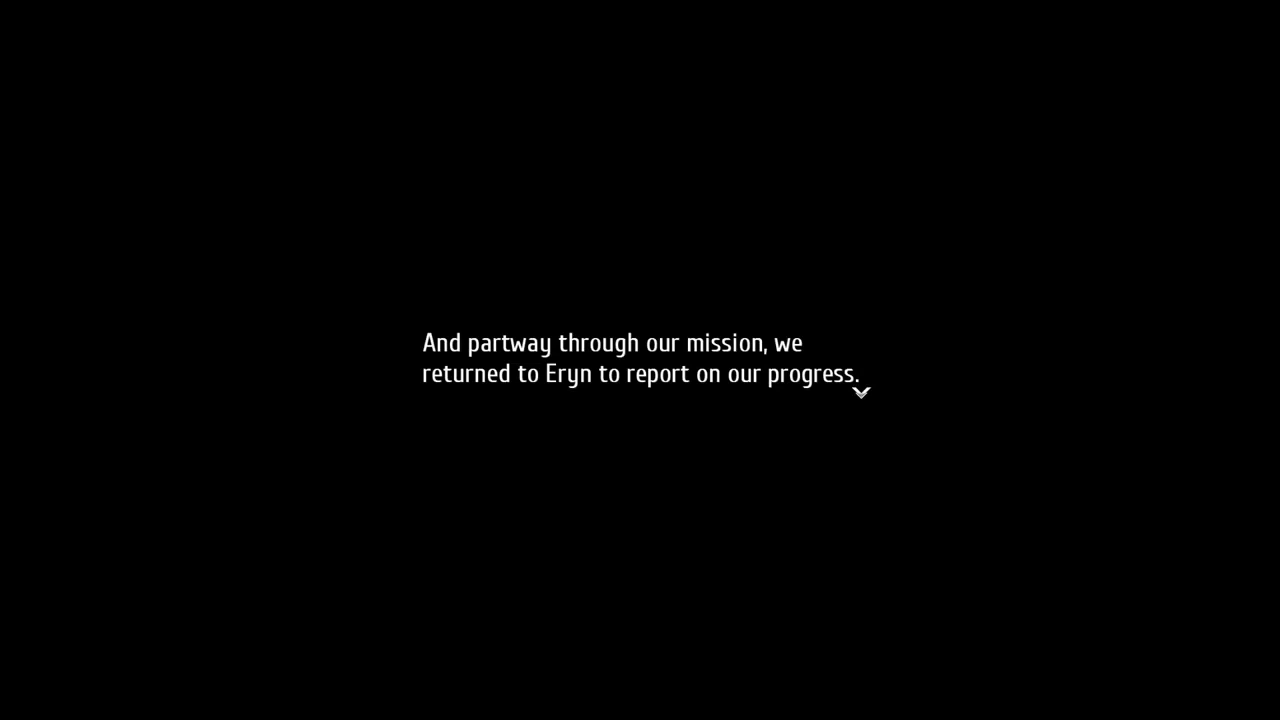 And partway through our mission, we
returned to Eryn to report on our progress.